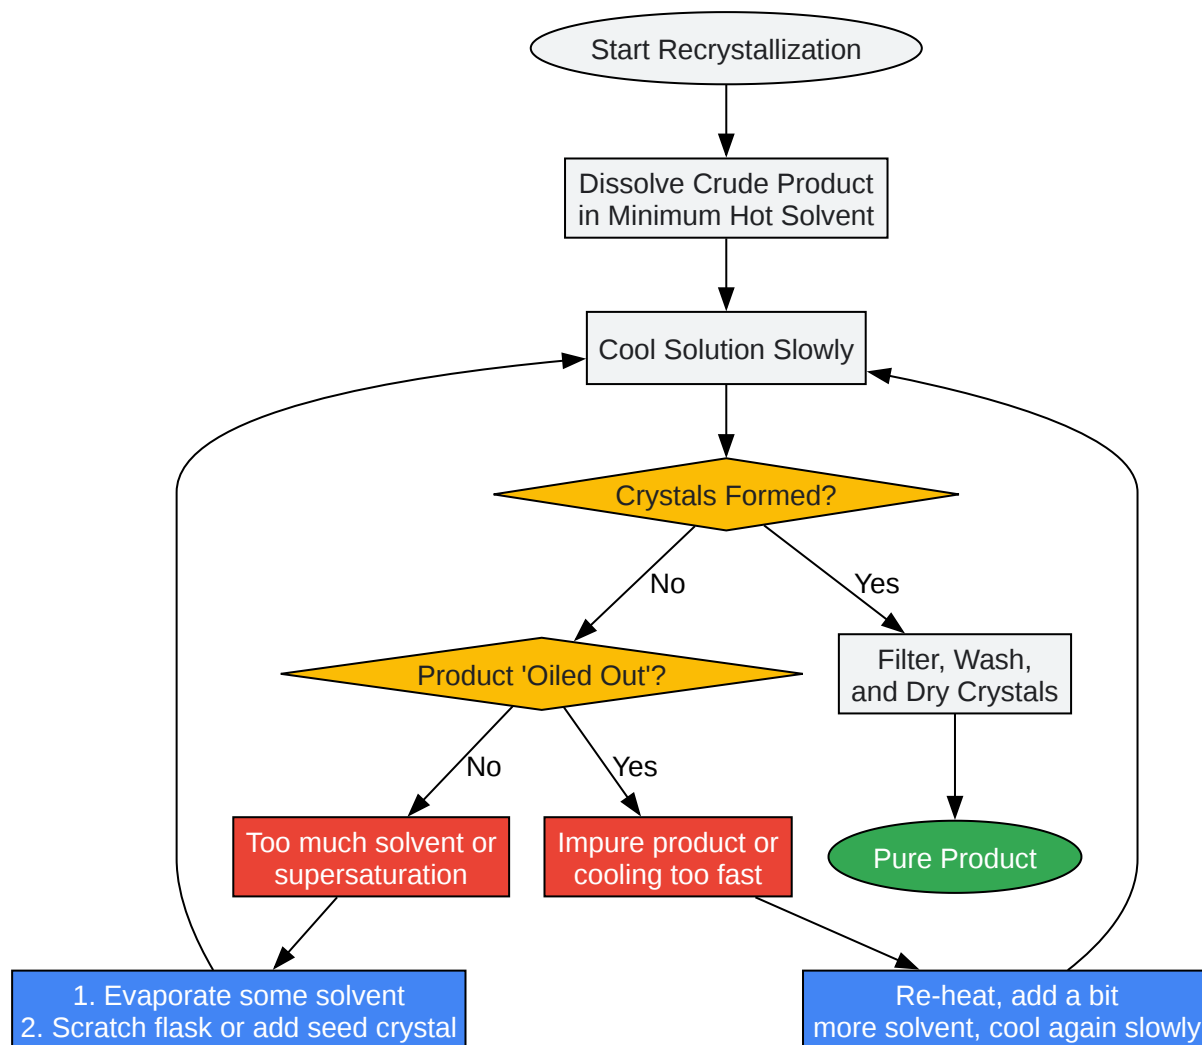 Start Recrystallization
Dissolve Crude Product
in Minimum Hot Solvent
Cool Solution Slowly
Crystals Formed?
No
Yes
Product 'Oiled Out'?
Filter, Wash,
and Dry Crystals
No
Yes
Too much solvent or
supersaturation
Impure product or
cooling too fast
Pure Product
1. Evaporate some solvent
2. Scratch flask or add seed crystal
Re-heat, add a bit
more solvent, cool again slowly